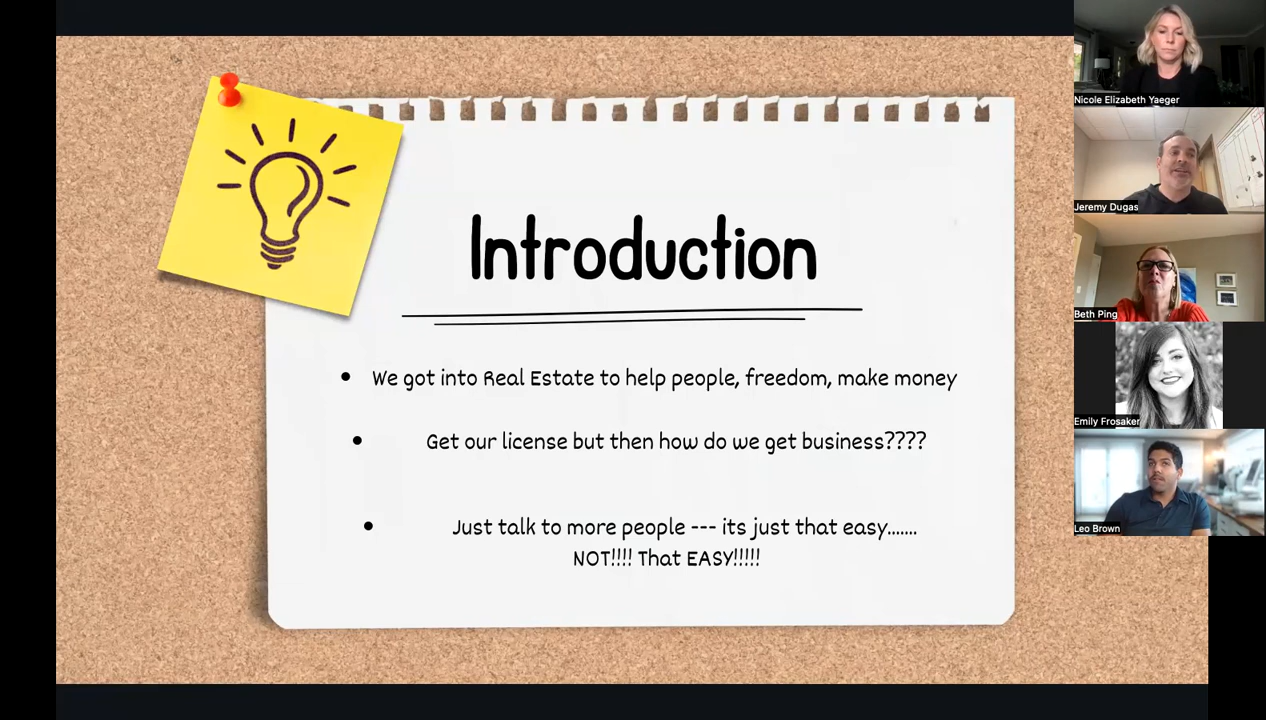 Introduction
We got into Real Estate to help people, freedom, make money
Get our license but then how do we get business????
Just talk to more people --- its just that easy.......
NOT!!!! That EASY!!!!!
Nicole Elizabeth Yaeger
Jeremy Dugas
Beth Ping
Emily Frosaker
Leo Brown